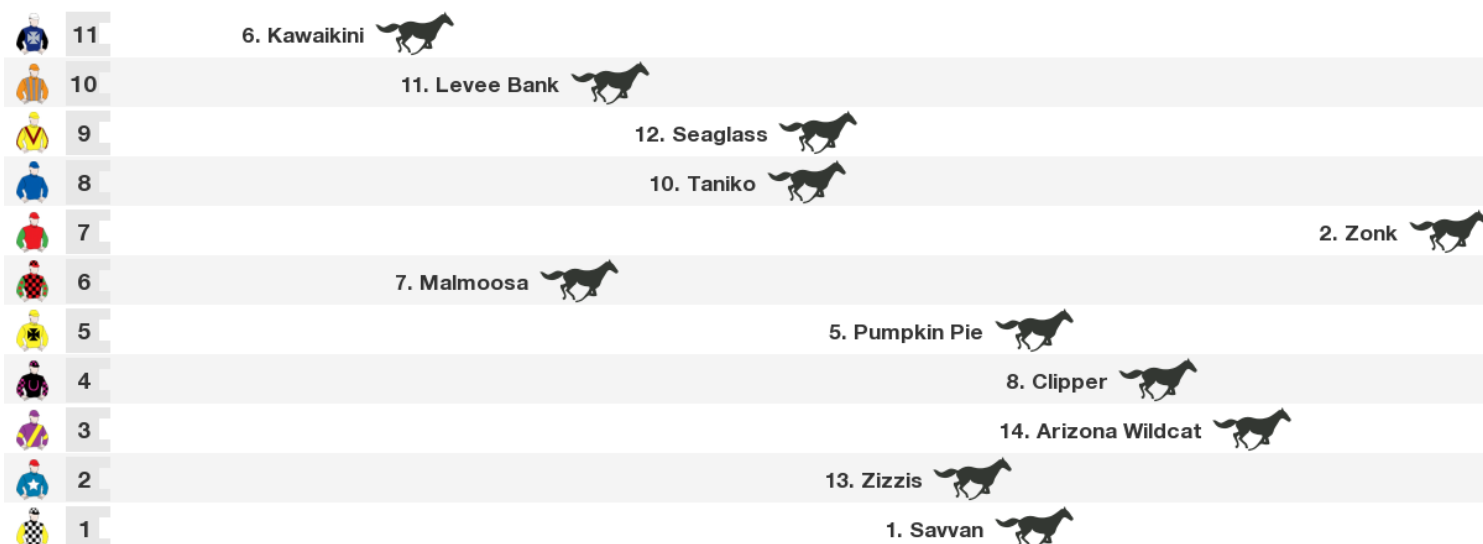 11 6. Kawaikini
10 11. Levee Bank
9 12. Seaglass
8 10. Taniko
7 2. Zonk
6 7. Malmoosa
5 5. Pumpkin Pie
4 8. Clipper
3 14. Arizona Wildcat
2 13. Zizzis
1 1. Savvan